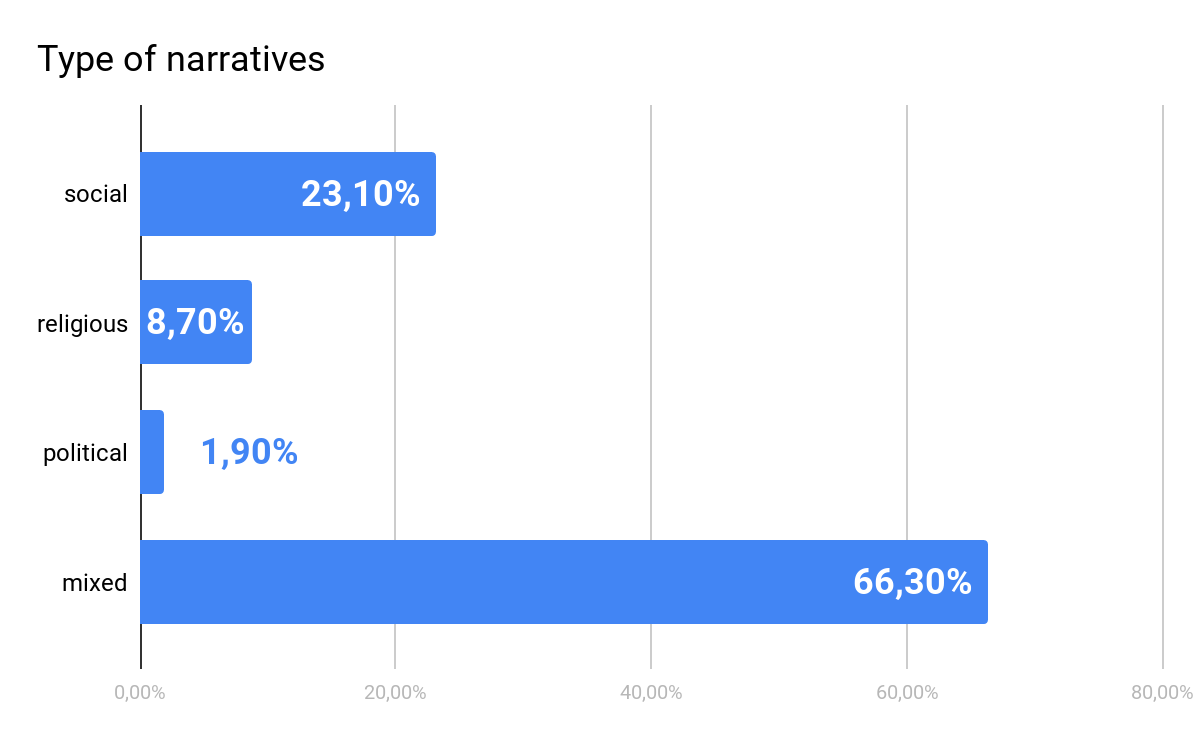 Type of narratives
social
23,10%
religious
8,70%
political
1,90%
mixed
66,30%
0,00%
20,00%
40,00%
60,00%
80,00%